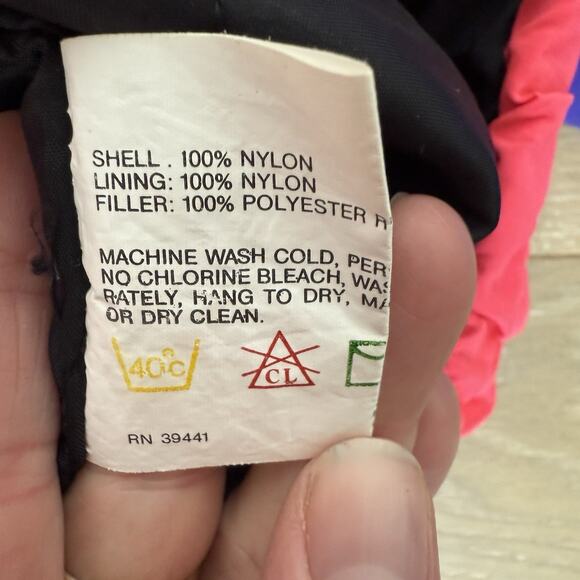 SHELL . 100% NYLON
LINING: 100% NYLON
FILLER: 100% POLYESTER
MACHINE WASH COLD,
NO CHLORINE BLEACH,
RATELY, HANG TO DRY,
OR DRY CLEAN.
40°C
CL
RN 39441